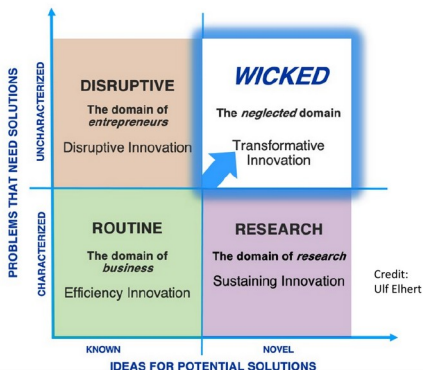 PROBLEMS THAT NEED SOLUTIONS
UNCHARACTERIZED
CHARACTERIZED
DISRUPTIVE
The domain of
entrepreneurs
Disruptive Innovation
WICKED
The neglected domain
Transformative
Innovation
ROUTINE
The domain of
business
Efficiency Innovation
RESEARCH
The domain of research
Sustaining Innovation
Credit:
Ulf Elhert
KNOWN
NOVEL
IDEAS FOR POTENTIAL SOLUTIONS